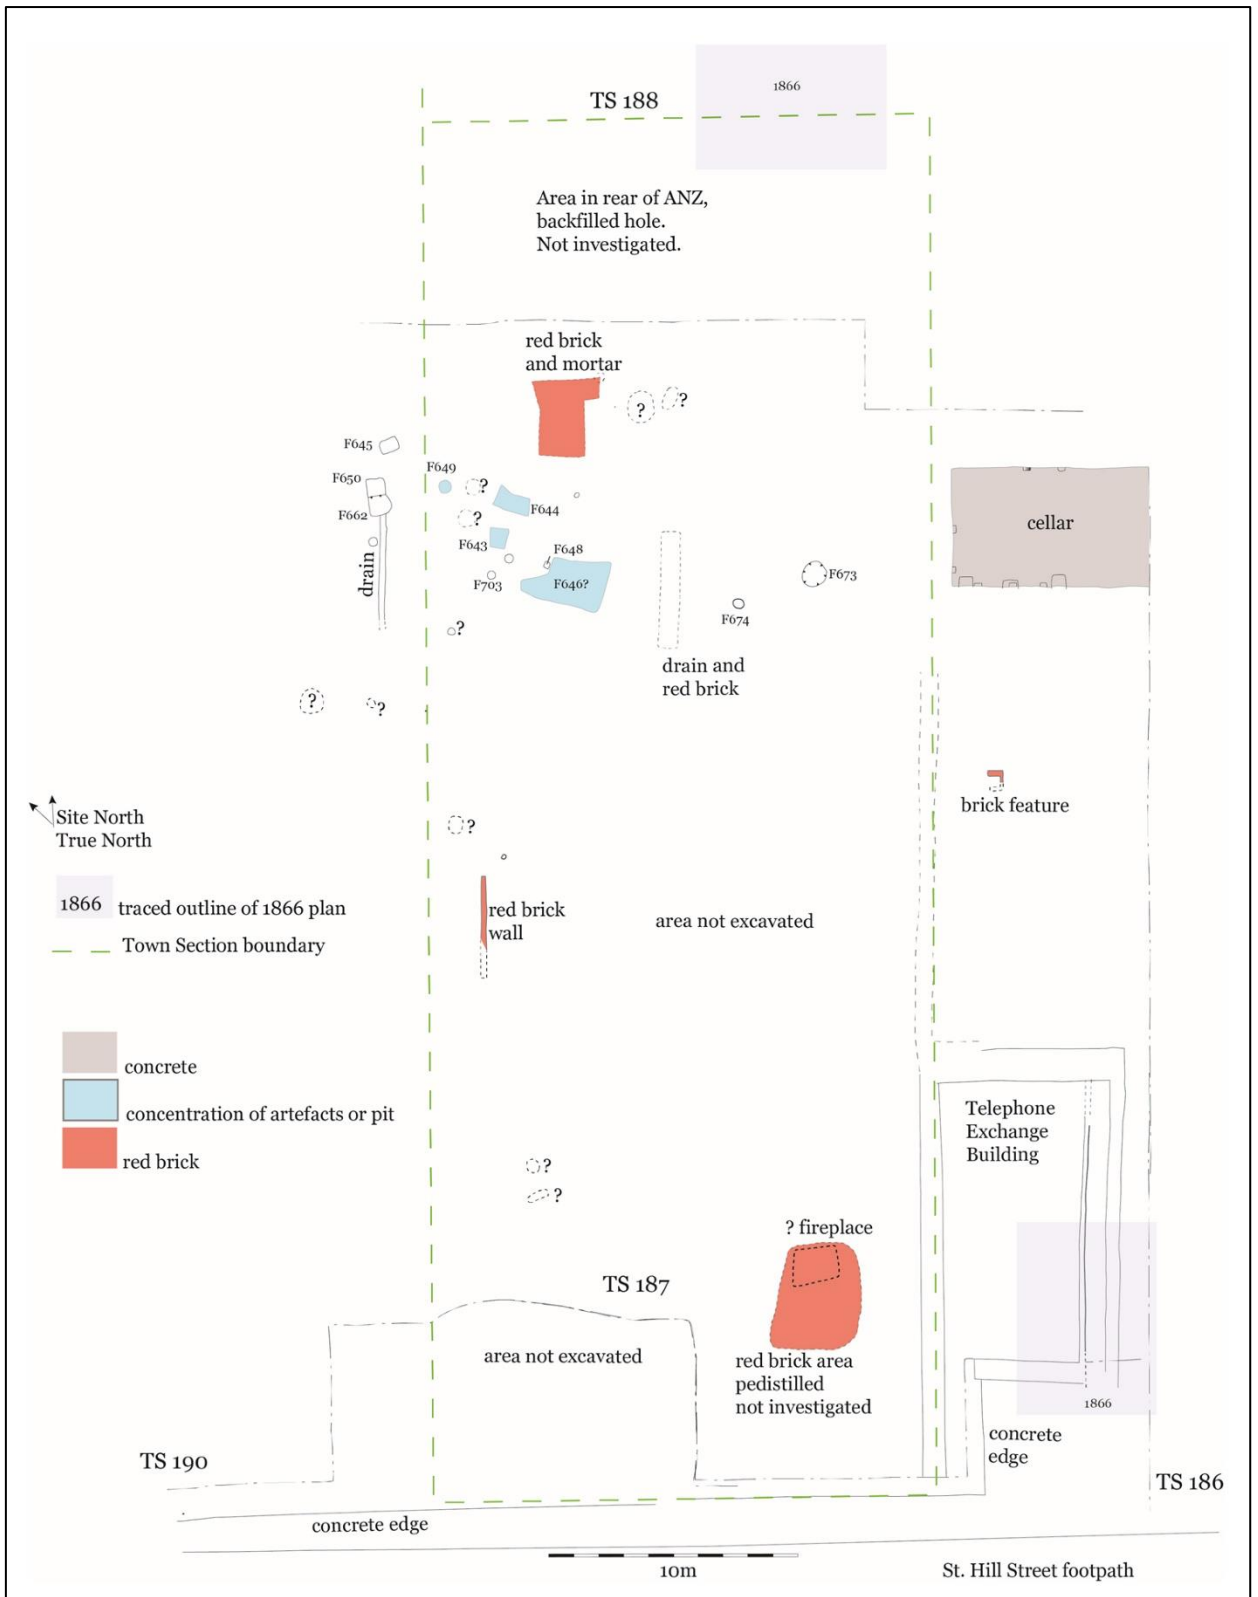 1866
TS 188
Area in rear of ANZ,
backfilled hole.
Not investigated.
red brick
and mortar
?
?
F645
F649
F650
?
F644
F662
?
cellar
F643
F648
drain
F703
F646?
F673
F674
?
drain and
red brick
?
?
brick feature
Site North
True North
?
1866 traced outline of 1866 plan
red brick
wall
area not excavated
Town Section boundary
concrete
concentration of artefacts or pit
red brick
Telephone
Exchange
Building
?
?
? fireplace
TS 187
area not excavated
red brick area
pedistilled
not investigated
1866
concrete
edge
TS 190
TS 186
concrete edge
10m
St. Hill Street footpath